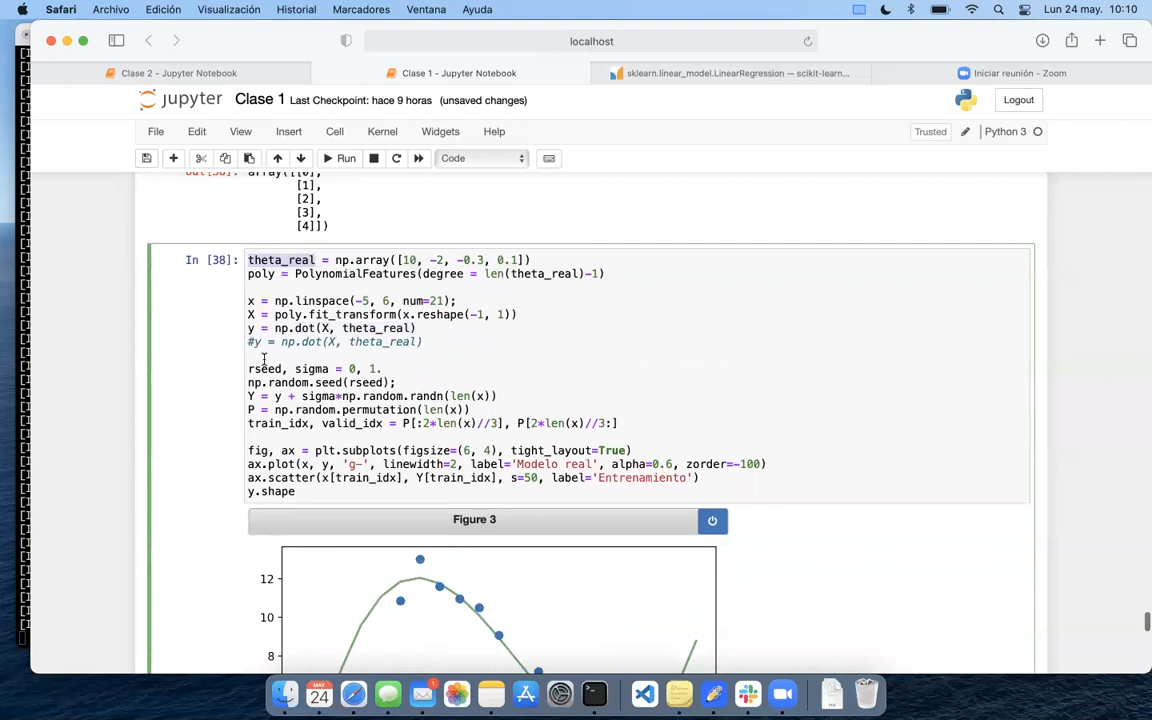 Safari Archivo Edición Visualización Historial Marcadores Ventana Ayuda Lun 24 may. 10:10
localhost
Clase 2 - Jupyter Notebook Clase 1 - Jupyter Notebook sklearn.linear_model.LinearRegression — scikit-learn... Iniciar reunión - Zoom
jupyter Clase 1 Last Checkpoint: hace 9 horas (unsaved changes) Logout
File Edit View Insert Cell Kernel Widgets Help Trusted Python 3
Run Code
Out[38]: array([[0],
[1],
[2],
[3],
[4]])
In [38]: theta_real = np.array([10, -2, -0.3, 0.1])
poly = PolynomialFeatures(degree = len(theta_real)-1)
x = np.linspace(-5, 6, num=21);
X = poly.fit_transform(x.reshape(-1, 1))
y = np.dot(X, theta_real)
#y = np.dot(X, theta_real)
rseed, sigma = 0, 1.
np.random.seed(rseed);
Y = y + sigma*np.random.randn(len(x))
P = np.random.permutation(len(x))
train_idx, valid_idx = P[:2*len(x)//3], P[2*len(x)//3:]
fig, ax = plt.subplots(figsize=(6, 4), tight_layout=True)
ax.plot(x, y, 'g-', linewidth=2, label='Modelo real', alpha=0.6, zorder=-100)
ax.scatter(x[train_idx], Y[train_idx], s=50, label='Entrenamiento')
y.shape
Figure 3
12
10
8
MAY.
24
1